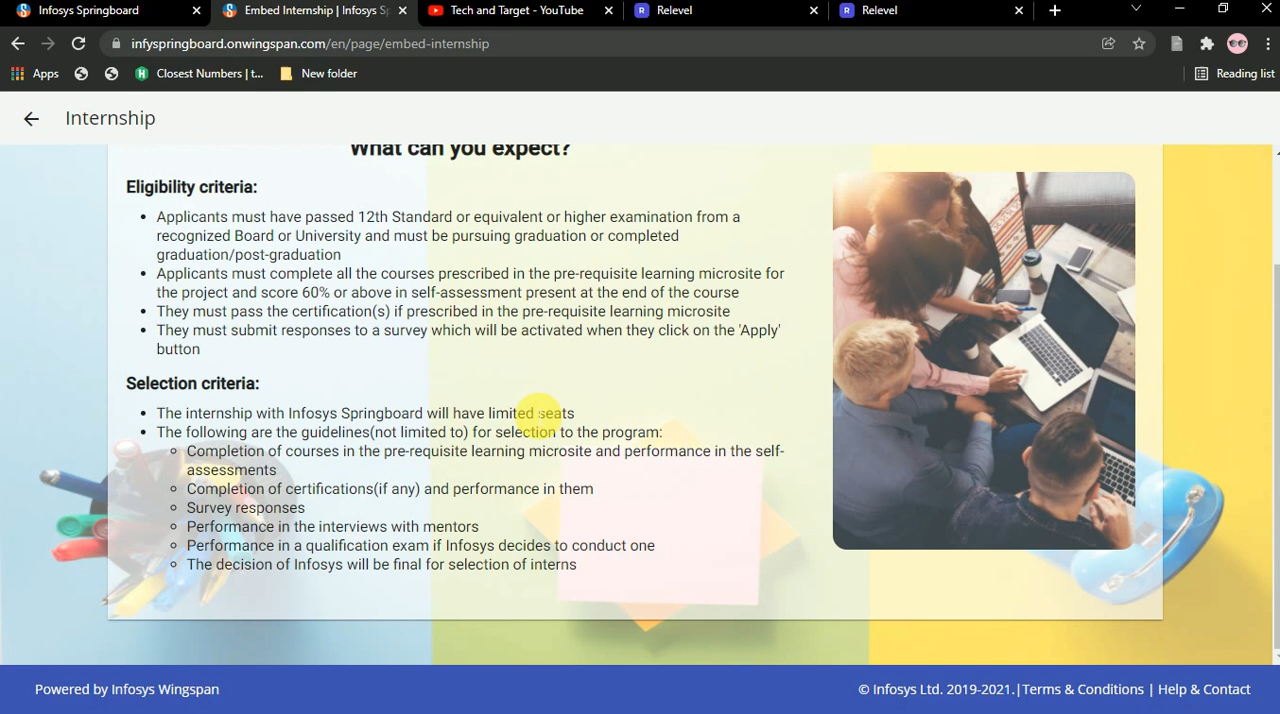 Infosys Springboard
Embed Internship | Infosys S
Tech and Target - YouTube
Relevel
Relevel
infyspringboard.onwingspan.com/en/page/embed-internship
Apps
H
Closest Numbers | t...
New folder
Reading list
Internship
What can you expect?
Eligibility criteria:
• Applicants must have passed 12th Standard or equivalent or higher examination from a
recognized Board or University and must be pursuing graduation or completed
graduation/post-graduation
• Applicants must complete all the courses prescribed in the pre-requisite learning microsite for
the project and score 60% or above in self-assessment present at the end of the course
• They must pass the certification(s) if prescribed in the pre-requisite learning microsite
• They must submit responses to a survey which will be activated when they click on the 'Apply'
button
Selection criteria:
• The internship with Infosys Springboard will have limited seats
• The following are the guidelines(not limited to) for selection to the program:
◦ Completion of courses in the pre-requisite learning microsite and performance in the self-
assessments
◦ Completion of certifications(if any) and performance in them
◦ Survey responses
◦ Performance in the interviews with mentors
◦ Performance in a qualification exam if Infosys decides to conduct one
◦ The decision of Infosys will be final for selection of interns
Powered by Infosys Wingspan
© Infosys Ltd. 2019-2021.|Terms & Conditions | Help & Contact